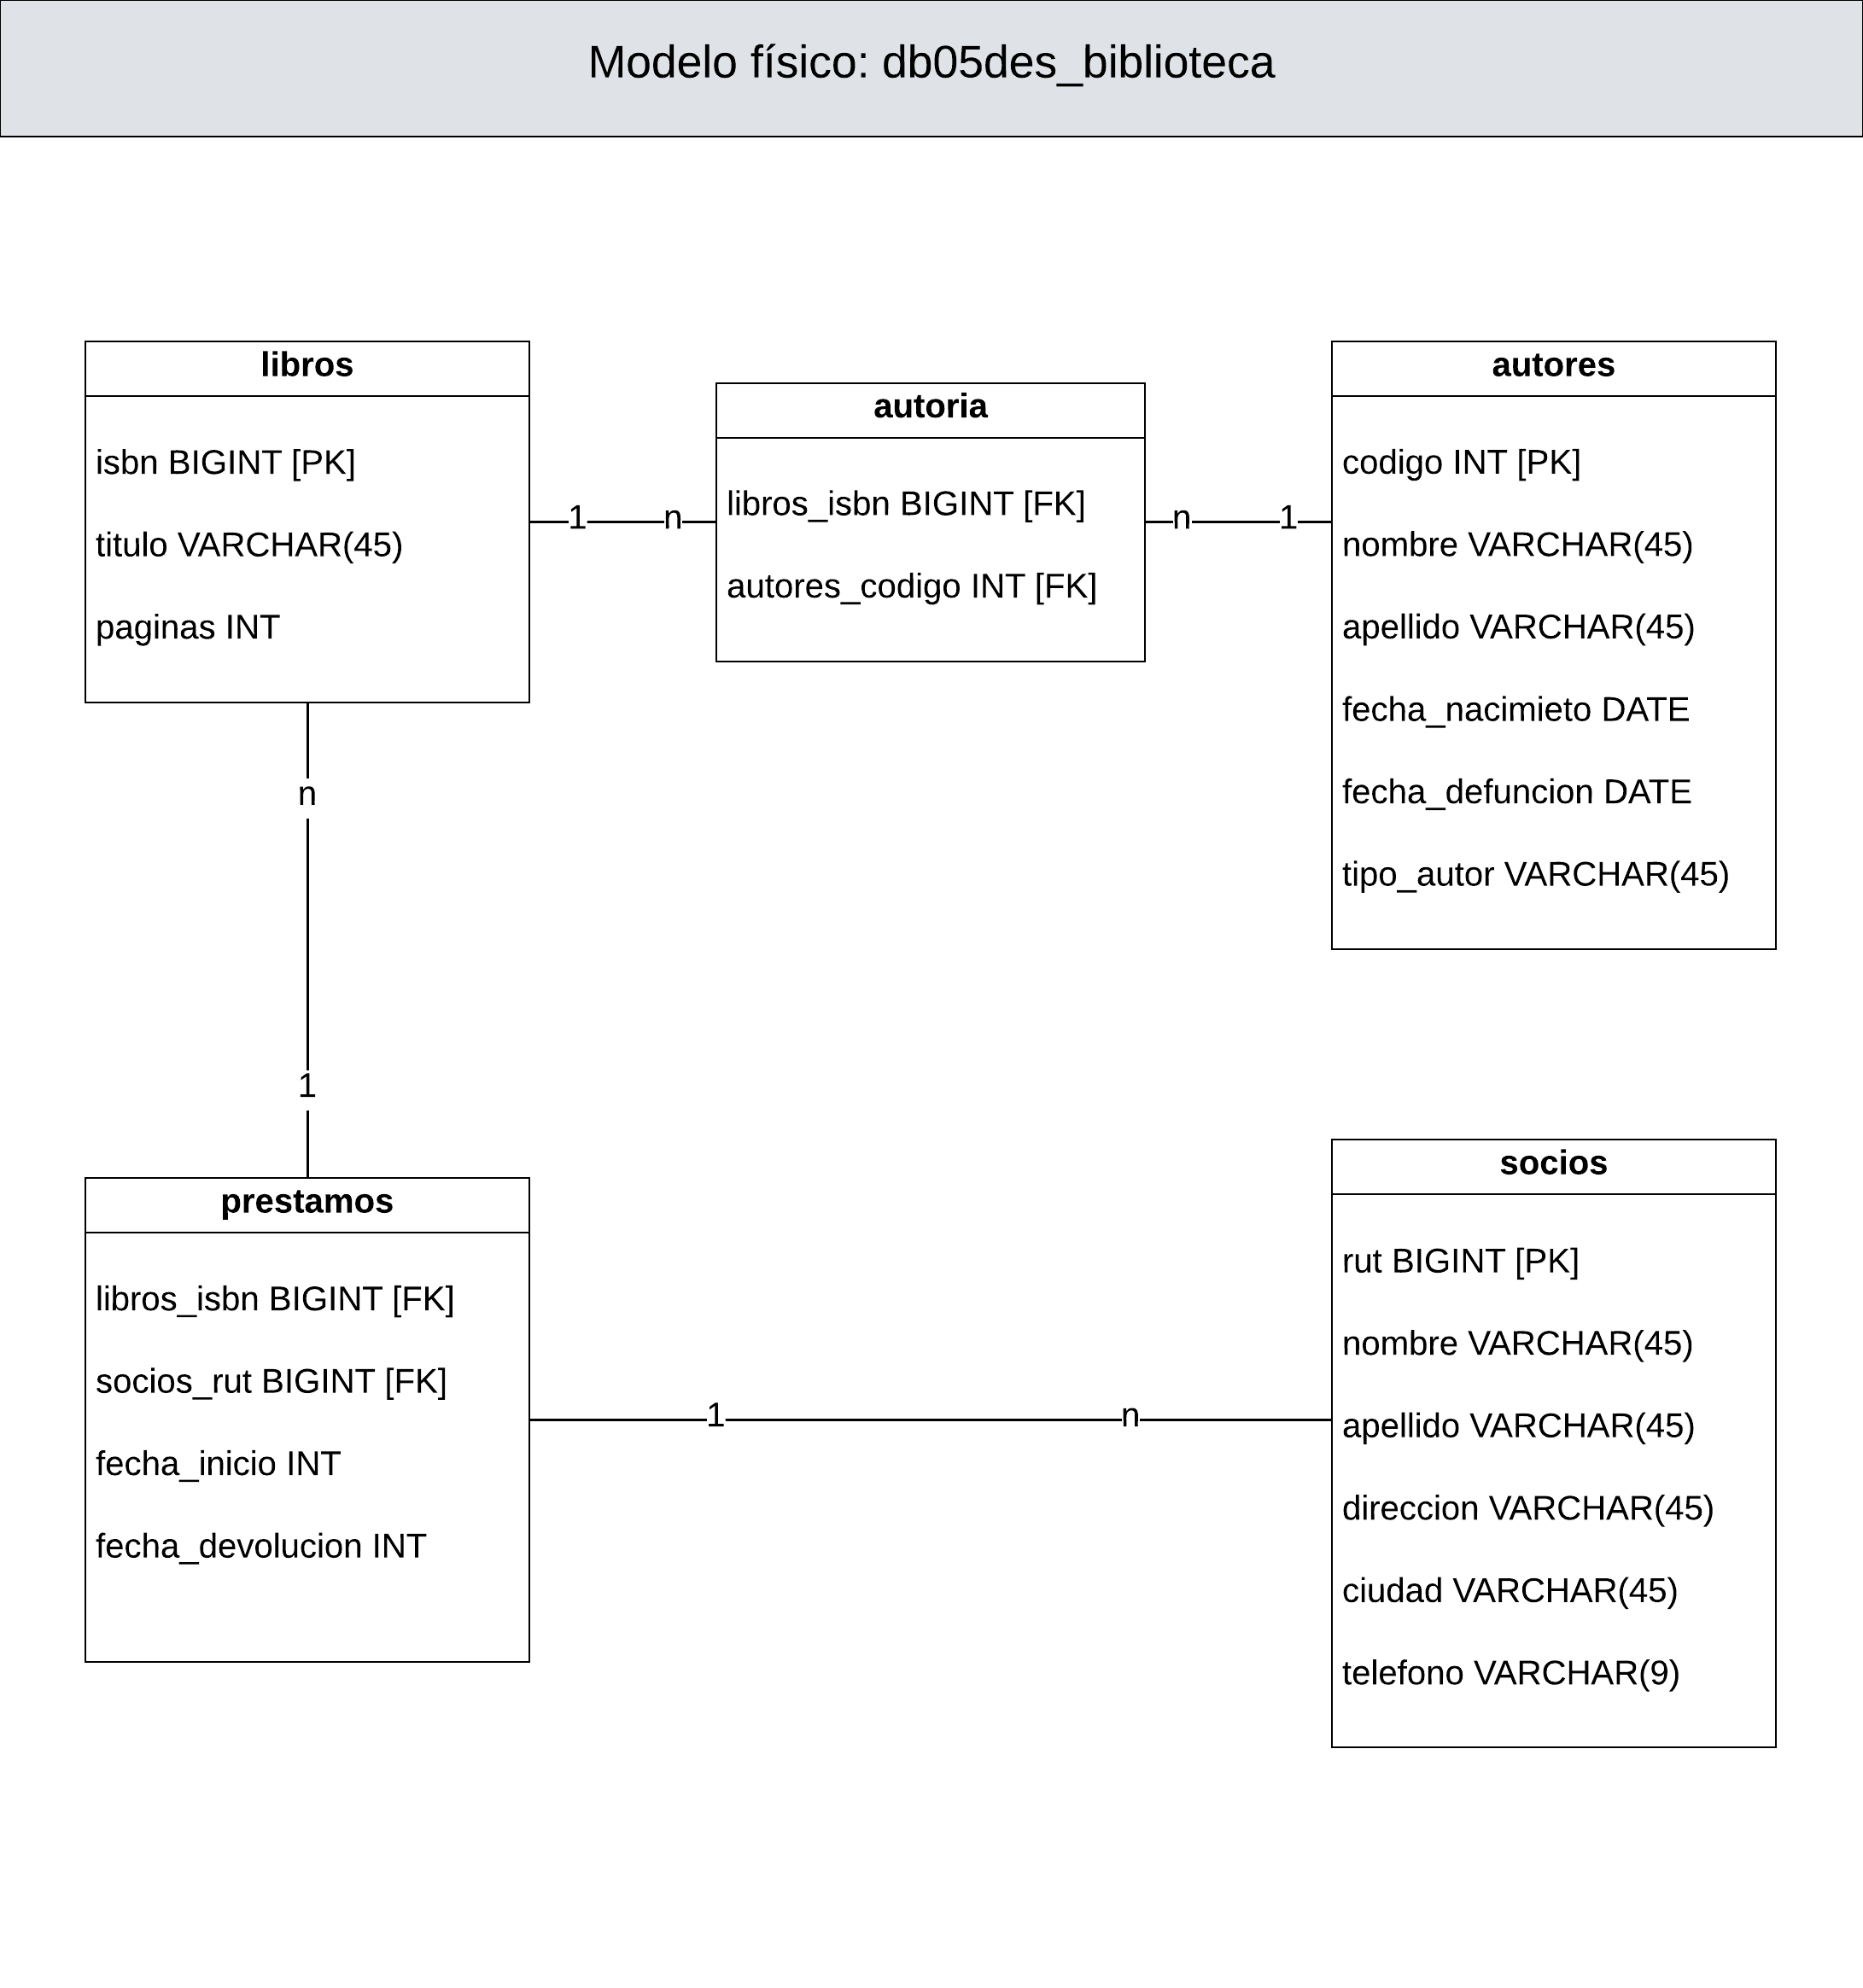 Modelo físico: db05des_biblioteca
libros
isbn BIGINT [PK]
titulo VARCHAR(45)
paginas INT
1
n
autoria
libros_isbn BIGINT [FK]
autores_codigo INT [FK]
n
1
autores
codigo INT [PK]
nombre VARCHAR(45)
apellido VARCHAR(45)
fecha_nacimieto DATE
fecha_defuncion DATE
tipo_autor VARCHAR(45)
n
1
prestamos
libros_isbn BIGINT [FK]
socios_rut BIGINT [FK]
fecha_inicio INT
fecha_devolucion INT
1
n
socios
rut BIGINT [PK]
nombre VARCHAR(45)
apellido VARCHAR(45)
direccion VARCHAR(45)
ciudad VARCHAR(45)
telefono VARCHAR(9)